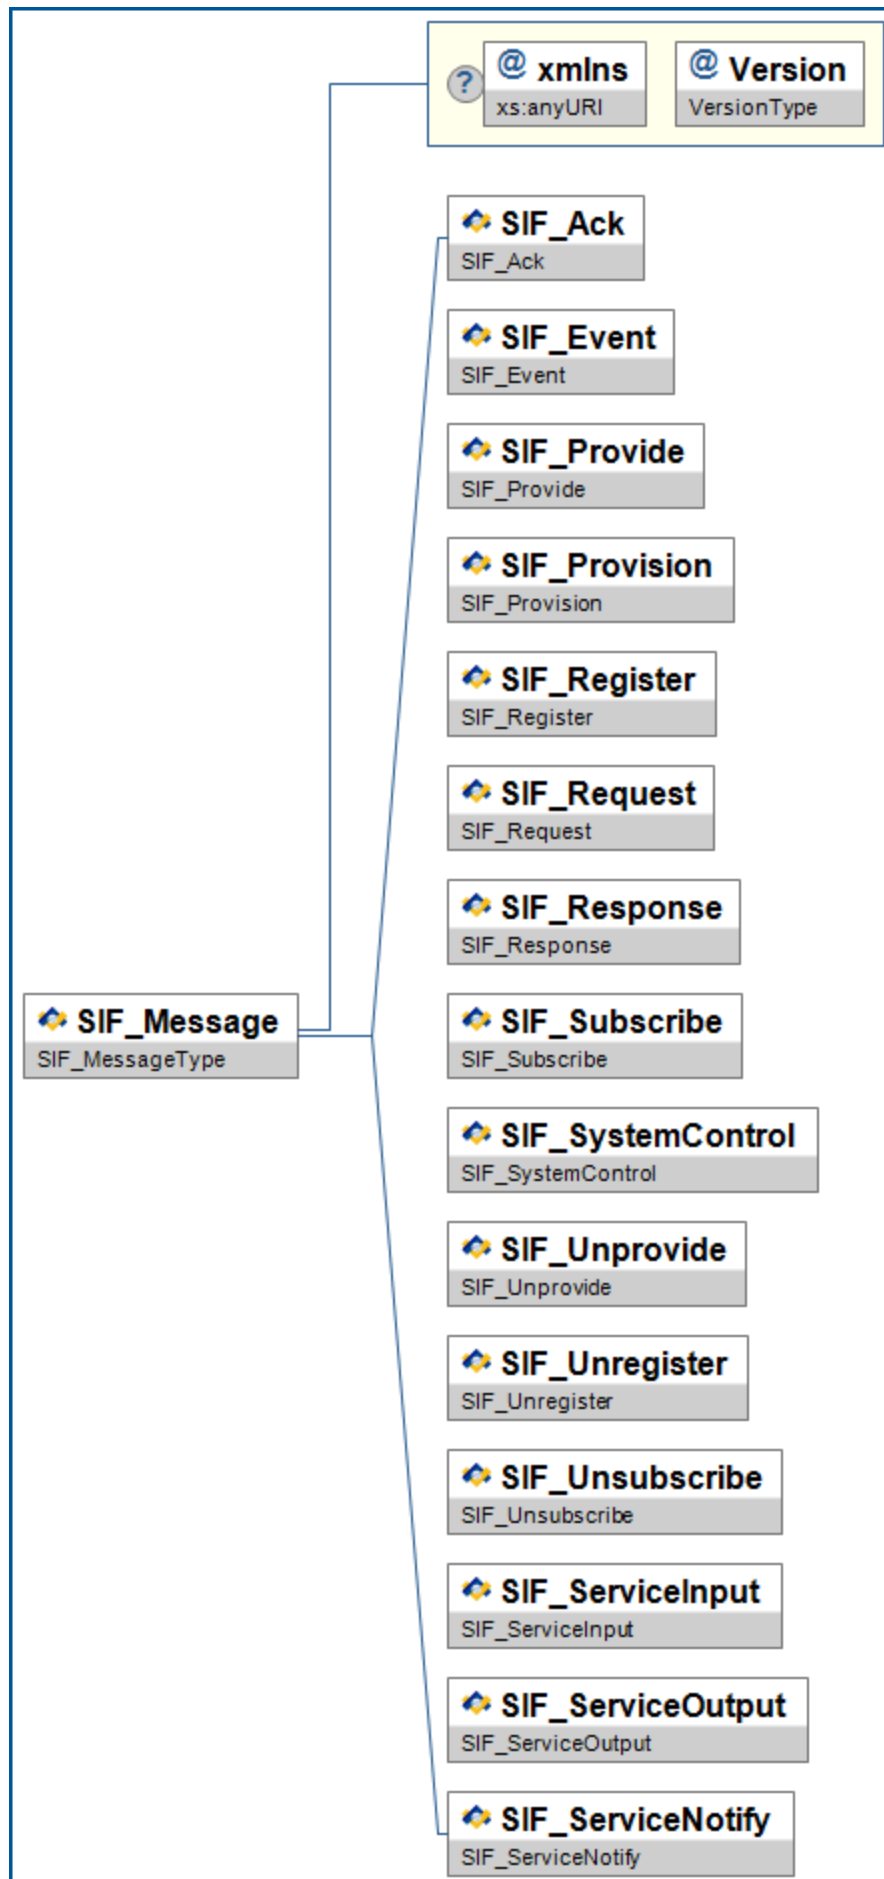 ? @ xmlns @ Version
xs:anyURI VersionType
SIF_Ack
SIF_Ack
SIF_Event
SIF_Event
SIF_Provide
SIF_Provide
SIF_Provision
SIF_Provision
SIF_Register
SIF_Register
SIF_Request
SIF_Request
SIF_Response
SIF_Response
SIF_Message
SIF_MessageType
SIF_Subscribe
SIF_Subscribe
SIF_SystemControl
SIF_SystemControl
SIF_Unprovide
SIF_Unprovide
SIF_Unregister
SIF_Unregister
SIF_Unsubscribe
SIF_Unsubscribe
SIF_ServiceInput
SIF_ServiceInput
SIF_ServiceOutput
SIF_ServiceOutput
SIF_ServiceNotify
SIF_ServiceNotify